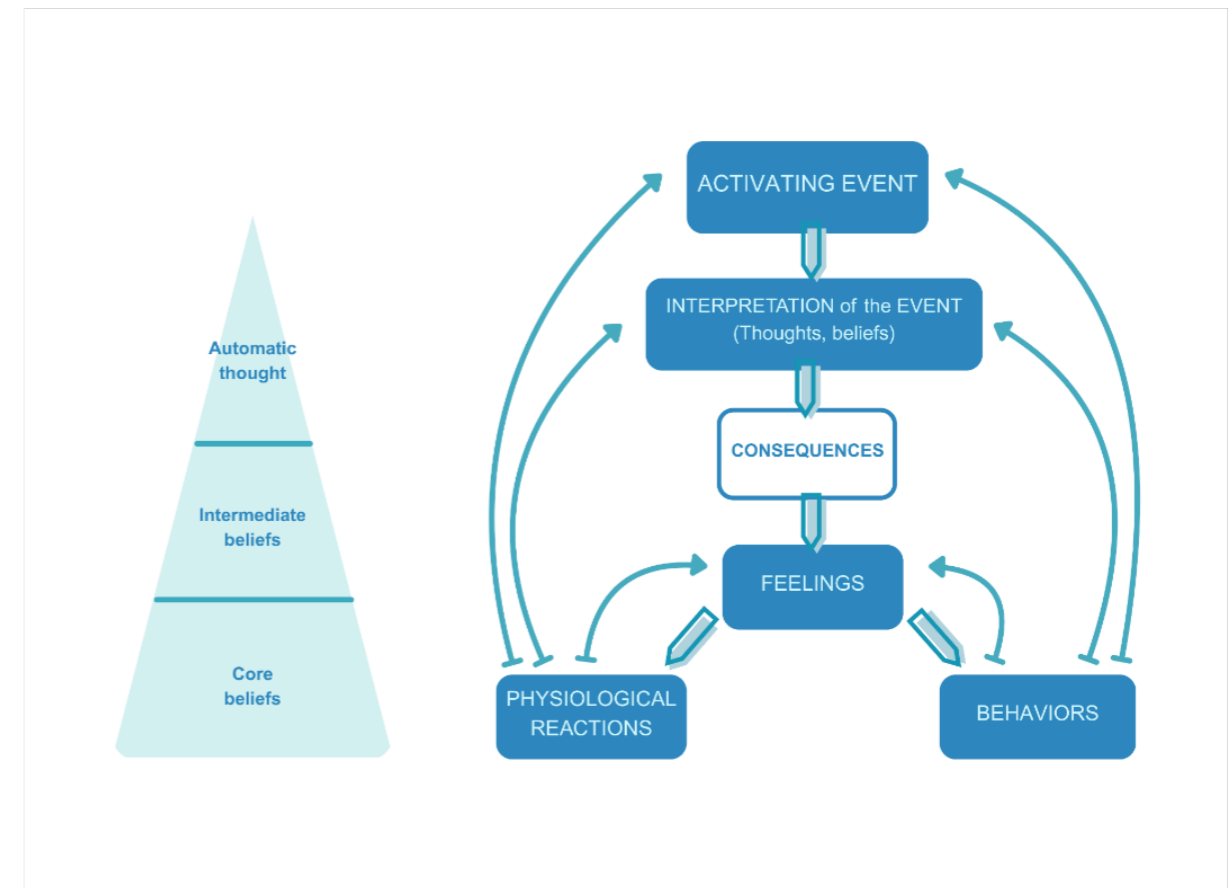 Automatic
thought
Intermediate
beliefs
Core
beliefs
ACTIVATING EVENT
INTERPRETATION of the EVENT
(Thoughts, beliefs)
CONSEQUENCES
FEELINGS
PHYSIOLOGICAL
REACTIONS
BEHAVIORS